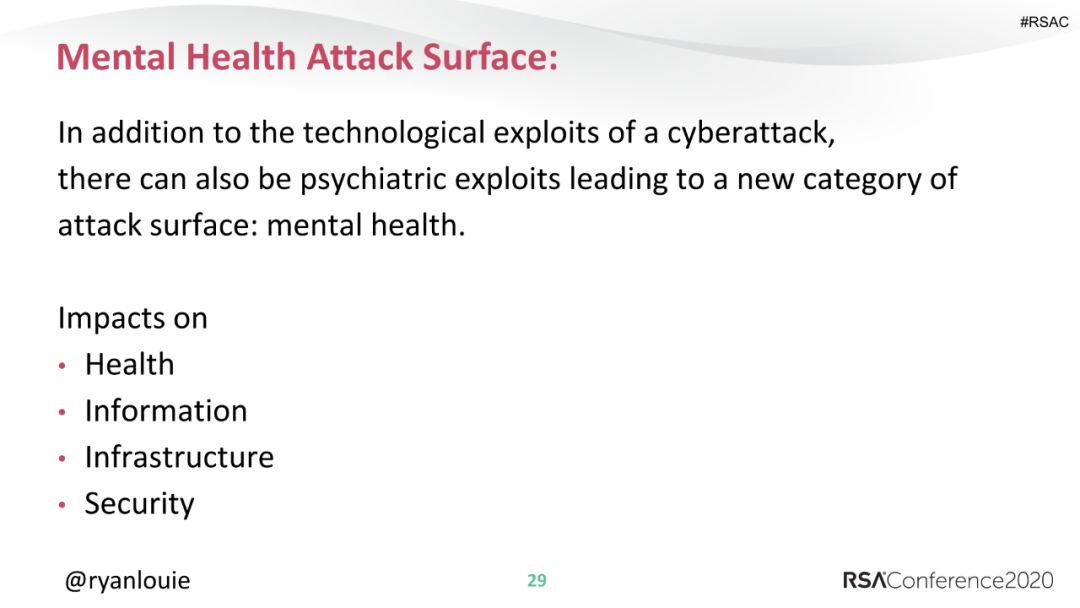 #RSAC
Mental Health Attack Surface:
In addition to the technological exploits of a cyberattack,
there can also be psychiatric exploits leading to a new category of
attack surface: mental health.
Impacts on
• Health
• Information
• Infrastructure
• Security
@ryanlouie
29
RSAConference2020